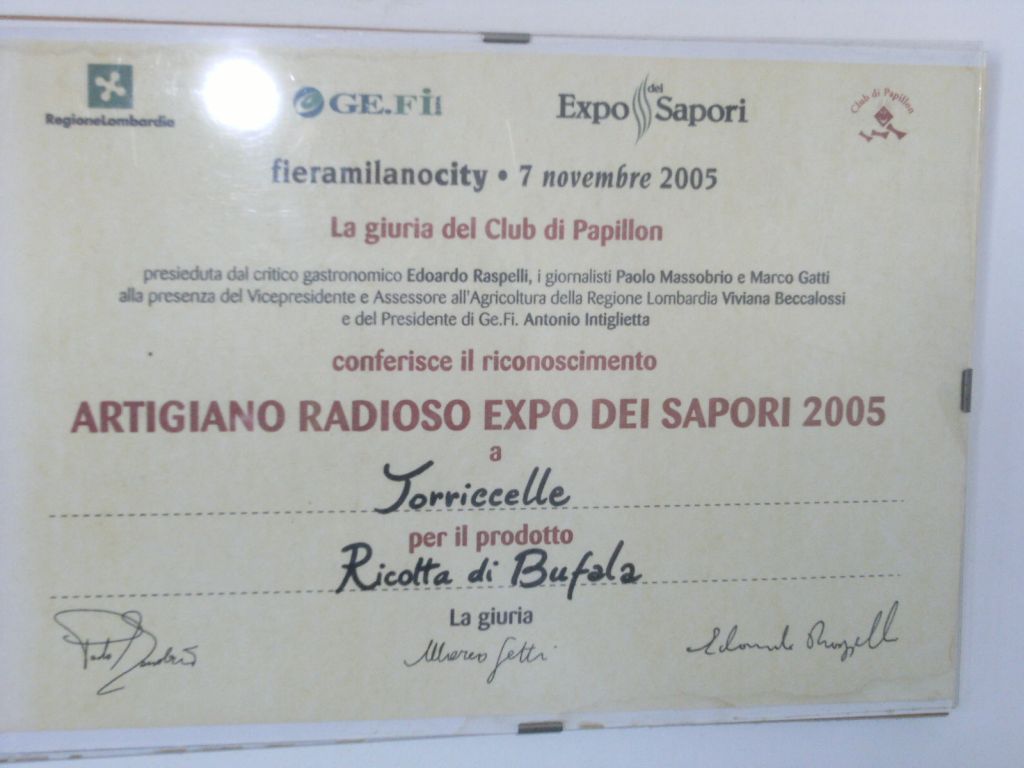 RegioneLombardia
GE.FI
Expo dei Sapori
Club di Papillon
fieramilanocity • 7 novembre 2005
La giuria del Club di Papillon
presieduta dal critico gastronomico Edoardo Raspelli, i giornalisti Paolo Massobrio e Marco Gatti
alla presenza del Vicepresidente e Assessore all'Agricoltura della Regione Lombardia Viviana Beccalossi
e del Presidente di Ge.Fi. Antonio Intiglietta
conferisce il riconoscimento
ARTIGIANO RADIOSO EXPO DEI SAPORI 2005
a
Torriccelle
per il prodotto
Ricotta di Bufala
La giuria
Marco Gatti